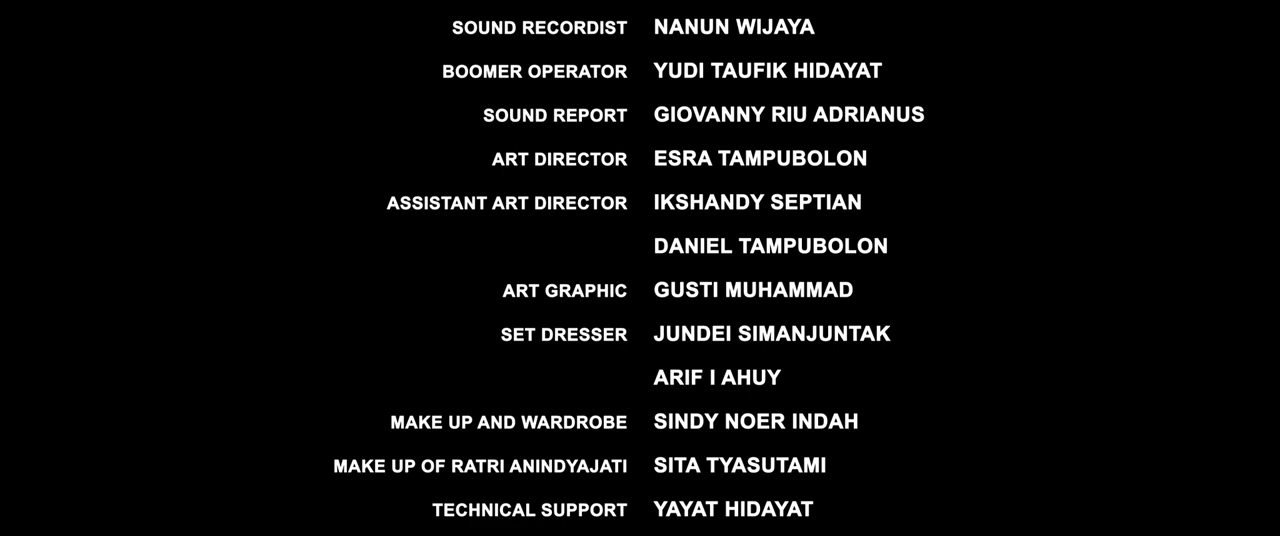 SOUND RECORDIST NANUN WIJAYA
BOOMER OPERATOR YUDI TAUFIK HIDAYAT
SOUND REPORT GIOVANNY RIU ADRIANUS
ART DIRECTOR ESRA TAMPUBOLON
ASSISTANT ART DIRECTOR IKSHANDY SEPTIAN
DANIEL TAMPUBOLON
ART GRAPHIC GUSTI MUHAMMAD
SET DRESSER JUNDEI SIMANJUNTAK
ARIF I AHUY
MAKE UP AND WARDROBE SINDY NOER INDAH
MAKE UP OF RATRI ANINDYAJATI SITA TYASUTAMI
TECHNICAL SUPPORT YAYAT HIDAYAT